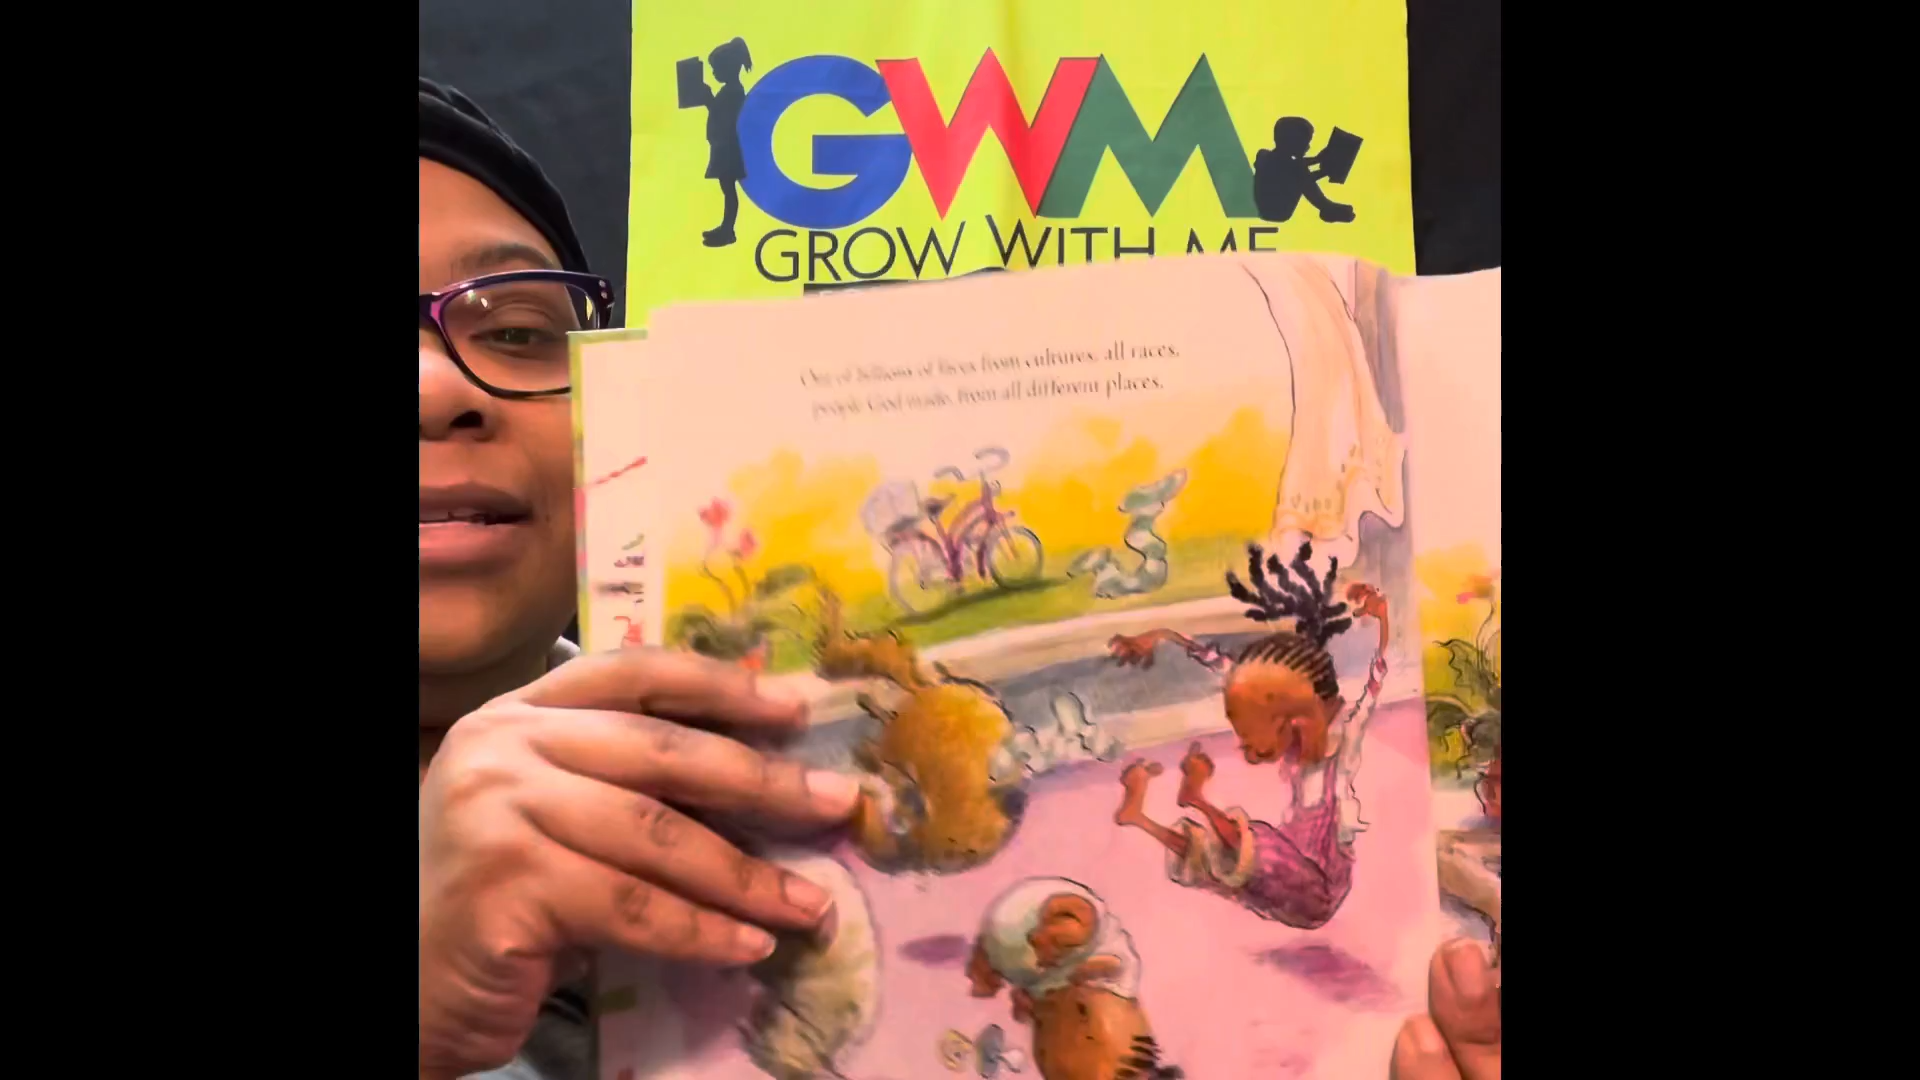 GWM
GROW WITH ME
One of billions of faces from cultures, all races,
people God made, from all different places.